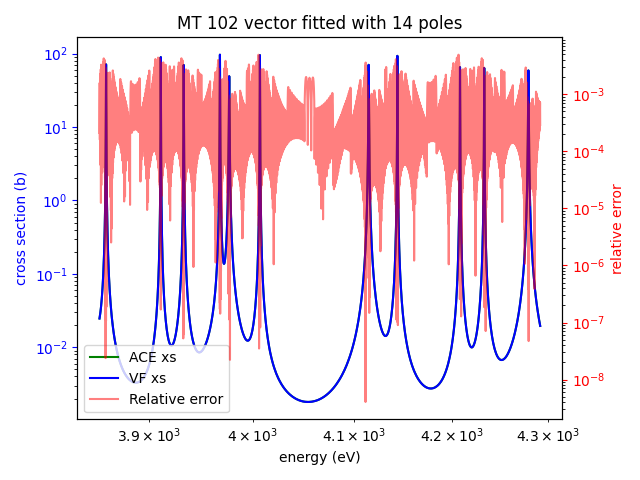 MT 102 vector fitted with 14 poles
10²
10¹
10⁰
10⁻¹
10⁻²
cross section (b)
10⁻³
10⁻⁴
10⁻⁵
10⁻⁶
10⁻⁷
10⁻⁸
relative error
ACE xs
VF xs
Relative error
3.9 × 10³ 4 × 10³ 4.1 × 10³ 4.2 × 10³ 4.3 × 10³
energy (eV)